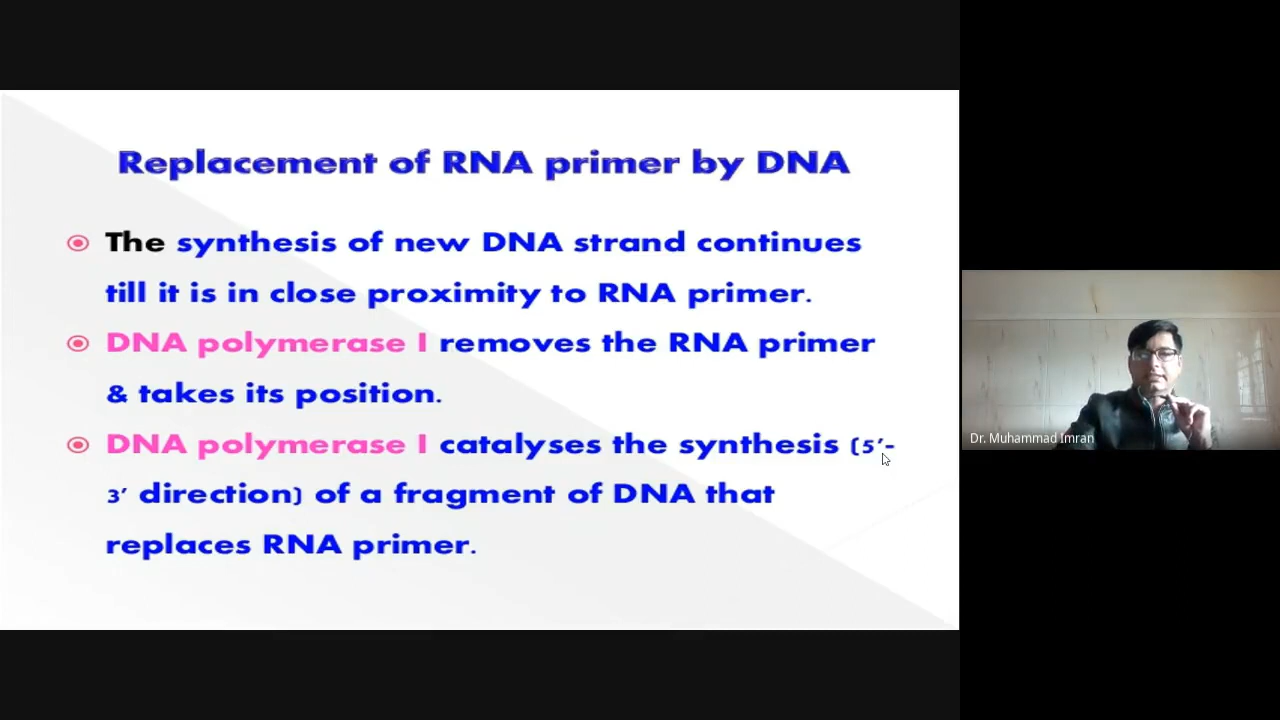 Replacement of RNA primer by DNA
The synthesis of new DNA strand continues
till it is in close proximity to RNA primer.
DNA polymerase I removes the RNA primer
& takes its position.
DNA polymerase I catalyses the synthesis (5′-
3′ direction) of a fragment of DNA that
replaces RNA primer.
Dr. Muhammad Imran